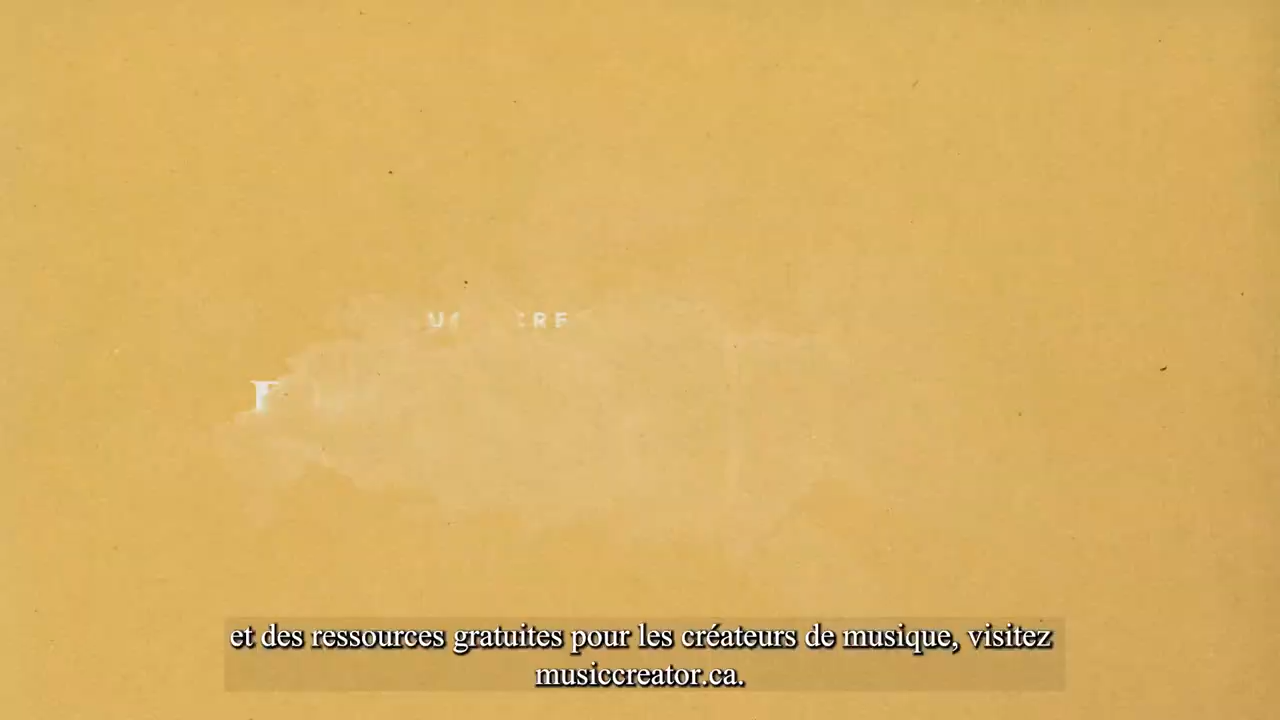 et des ressources gratuites pour les créateurs de musique, visitez
musiccreator.ca.